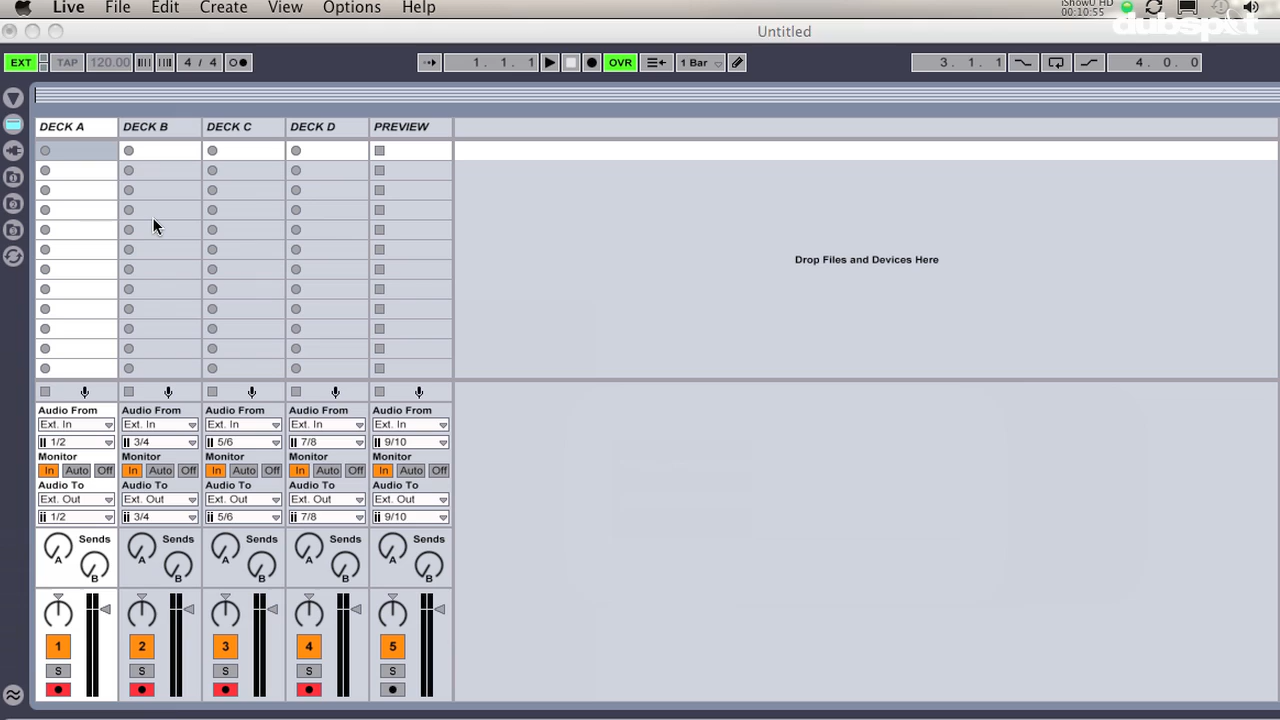 Live File Edit Create View Options Help
iShowU HD
00:10:55
dubspot
Untitled
EXT TAP 120.00 4 / 4 1. 1. 1 OVR 1 Bar 3. 1. 1 4. 0. 0
DECK A DECK B DECK C DECK D PREVIEW
Drop Files and Devices Here
Audio From Audio From Audio From Audio From Audio From
Ext. In Ext. In Ext. In Ext. In Ext. In
1/2 3/4 5/6 7/8 9/10
Monitor Monitor Monitor Monitor Monitor
In Auto Off In Auto Off In Auto Off In Auto Off In Auto Off
Audio To Audio To Audio To Audio To Audio To
Ext. Out Ext. Out Ext. Out Ext. Out Ext. Out
1/2 3/4 5/6 7/8 9/10
Sends Sends Sends Sends Sends
A A A A A
B B B B B
1 2 3 4 5
S S S S S